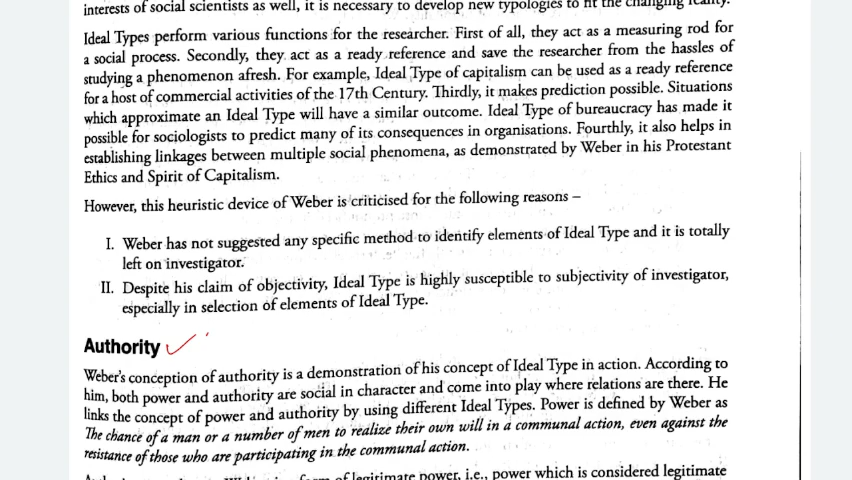 interests of social scientists as well, it is necessary to develop new typologies to fit the changing reality.
Ideal Types perform various functions for the researcher. First of all, they act as a measuring rod for
a social process. Secondly, they act as a ready reference and save the researcher from the hassles of
studying a phenomenon afresh. For example, Ideal Type of capitalism can be used as a ready reference
for a host of commercial activities of the 17th Century. Thirdly, it makes prediction possible. Situations
which approximate an Ideal Type will have a similar outcome. Ideal Type of bureaucracy has made it
possible for sociologists to predict many of its consequences in organisations. Fourthly, it also helps in
establishing linkages between multiple social phenomena, as demonstrated by Weber in his Protestant
Ethics and Spirit of Capitalism.
However, this heuristic device of Weber is criticised for the following reasons –
I. Weber has not suggested any specific method to identify elements of Ideal Type and it is totally
left on investigator.
II. Despite his claim of objectivity, Ideal Type is highly susceptible to subjectivity of investigator,
especially in selection of elements of Ideal Type.
Authority
Weber's conception of authority is a demonstration of his concept of Ideal Type in action. According to
him, both power and authority are social in character and come into play where relations are there. He
links the concept of power and authority by using different Ideal Types. Power is defined by Weber as
The chance of a man or a number of men to realize their own will in a communal action, even against the
resistance of those who are participating in the communal action.
form of legitimate power, i.e., power which is considered legitimate